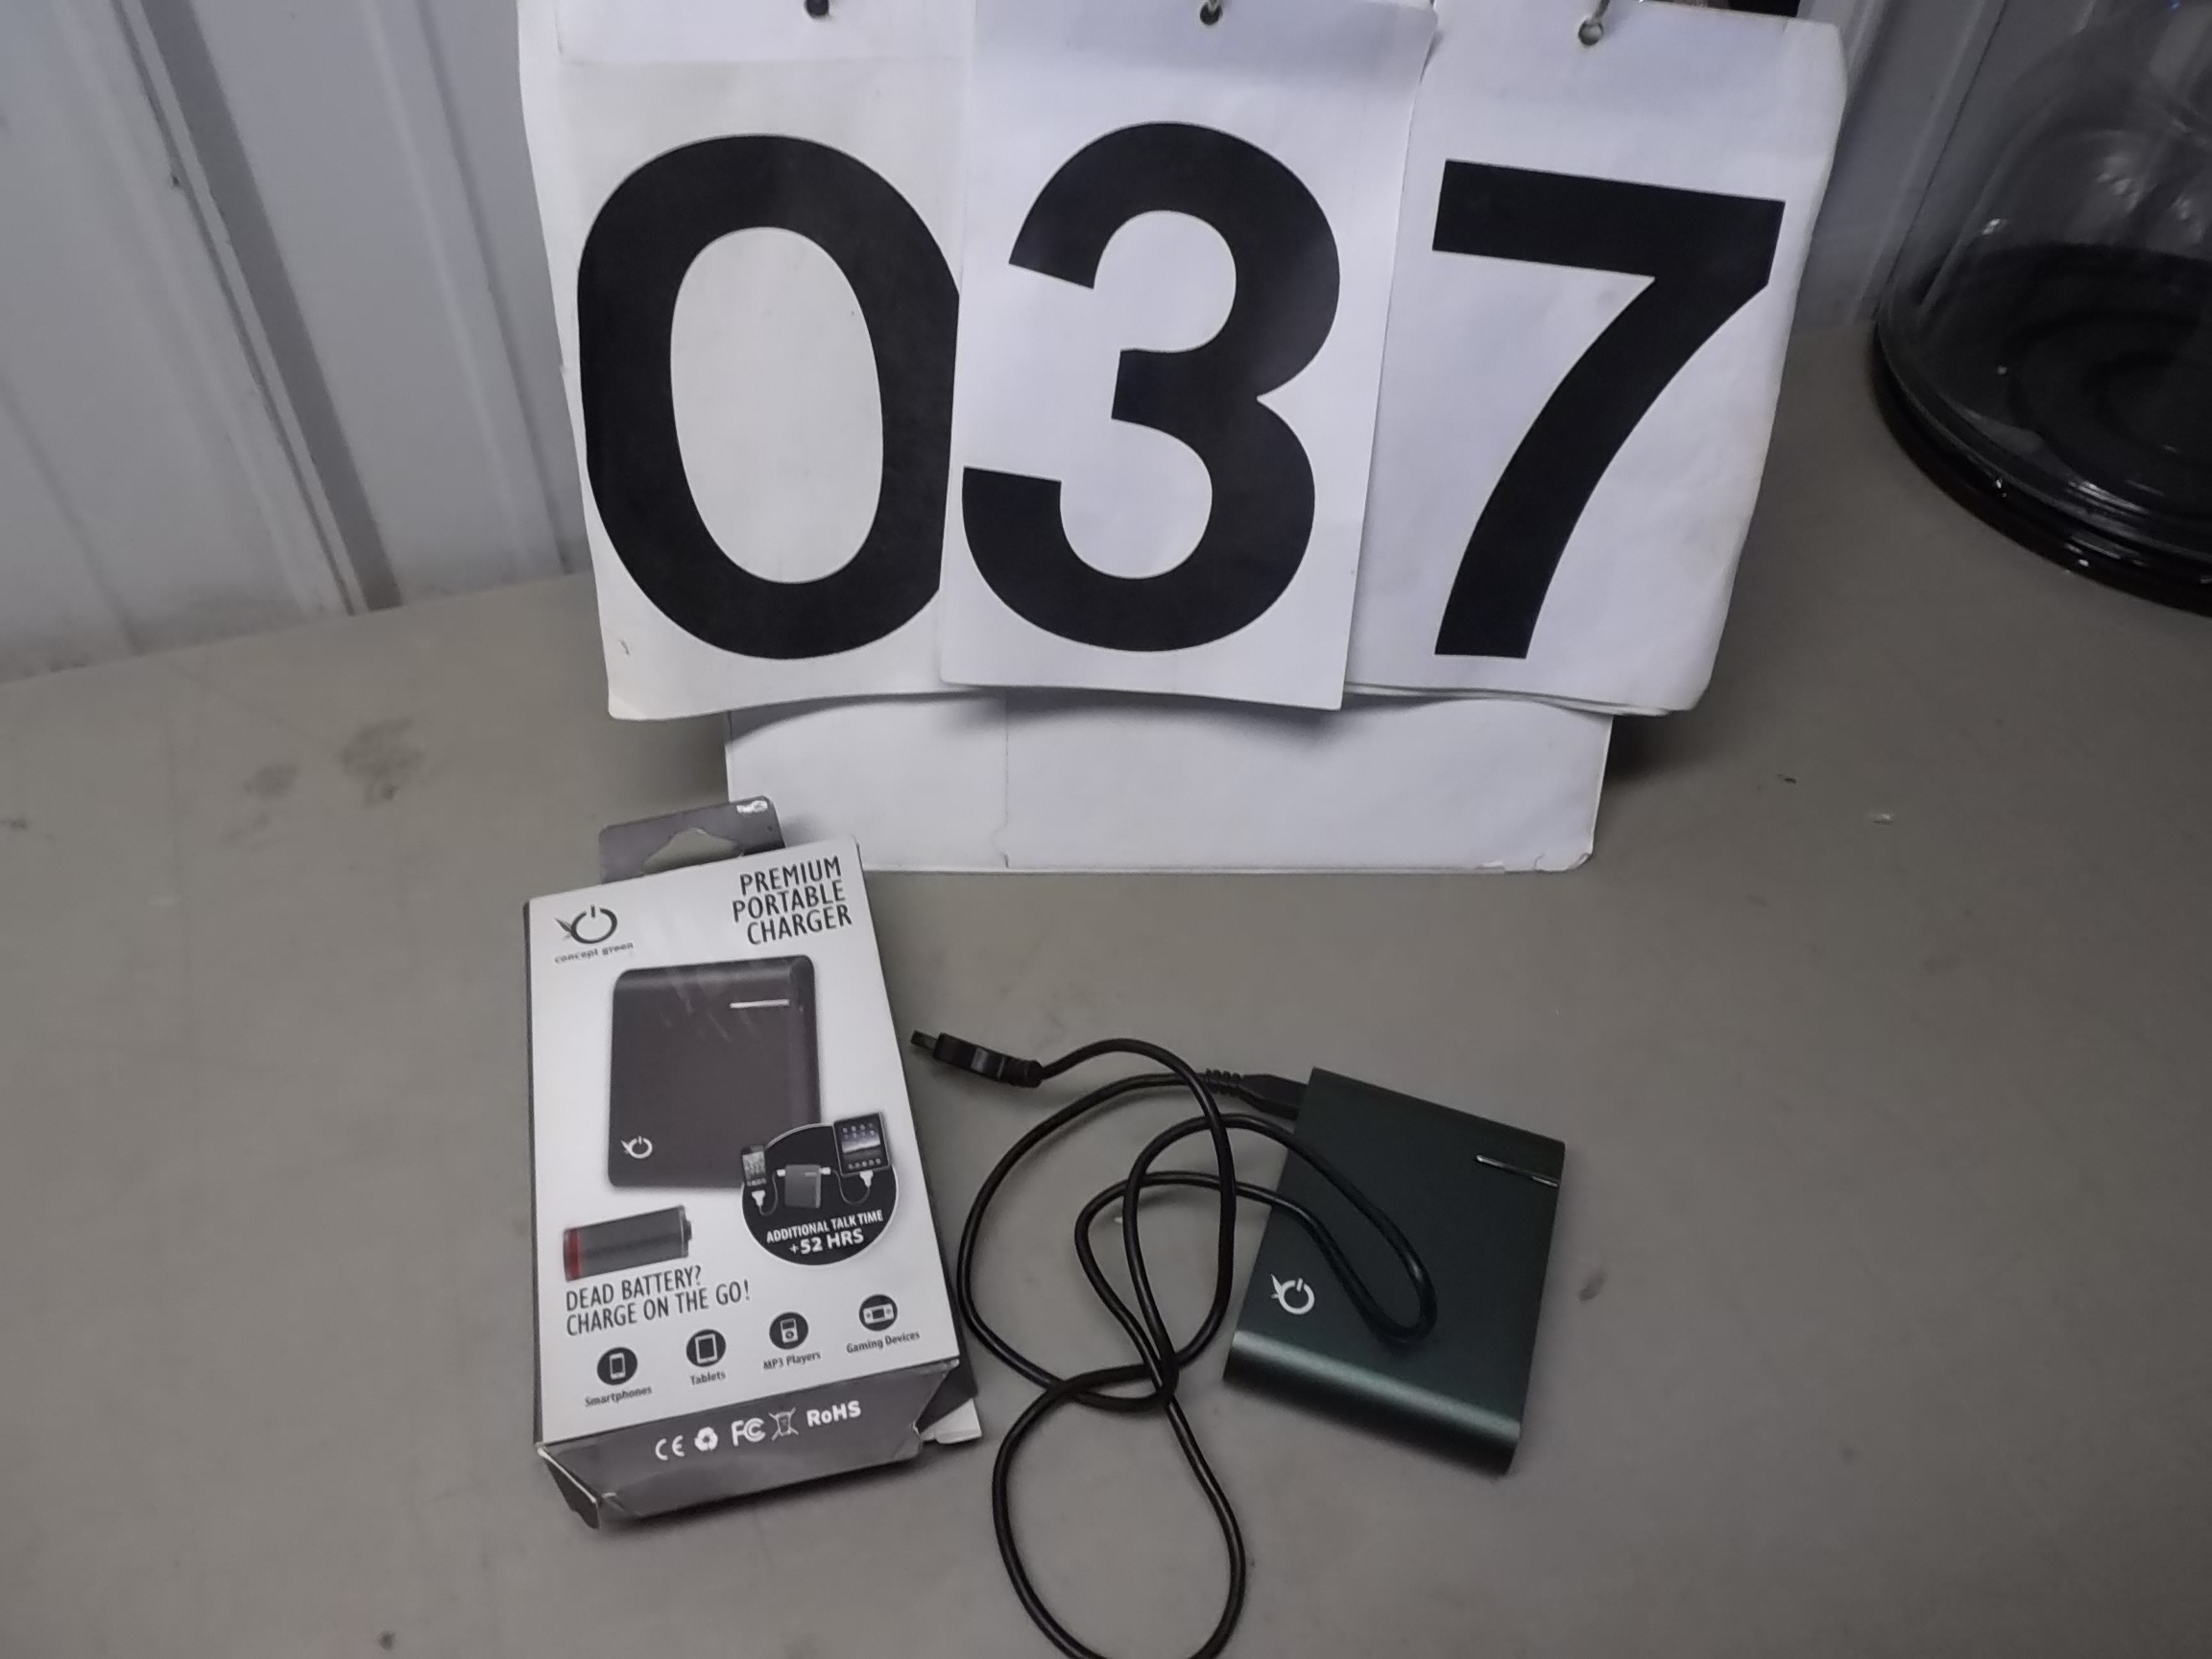 037
PREMIUM
PORTABLE
CHARGER
concept green
ADDITIONAL TALK TIME
+52 HRS
DEAD BATTERY?
CHARGE ON THE GO!
Smartphones
Tablets
MP3 Players
Gaming Devices
CE FC RoHS